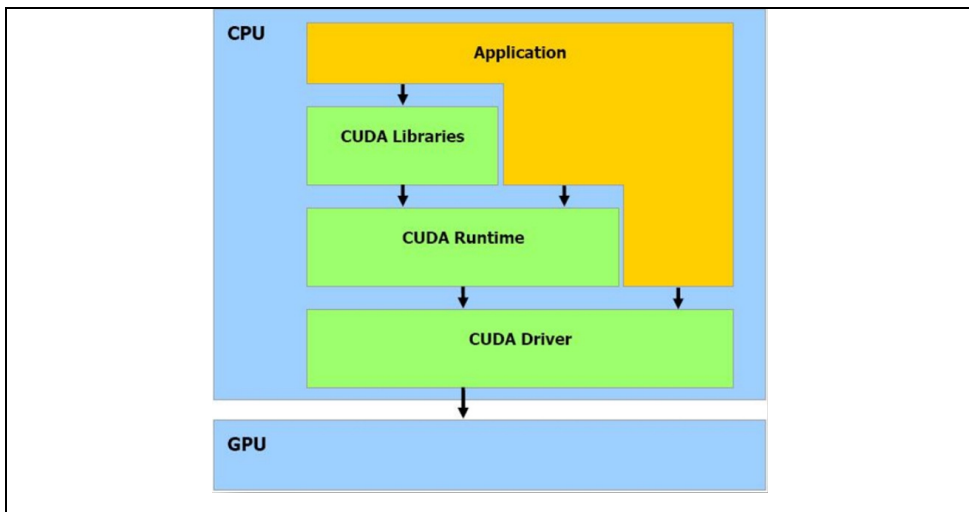 CPU
Application
CUDA Libraries
CUDA Runtime
CUDA Driver
GPU